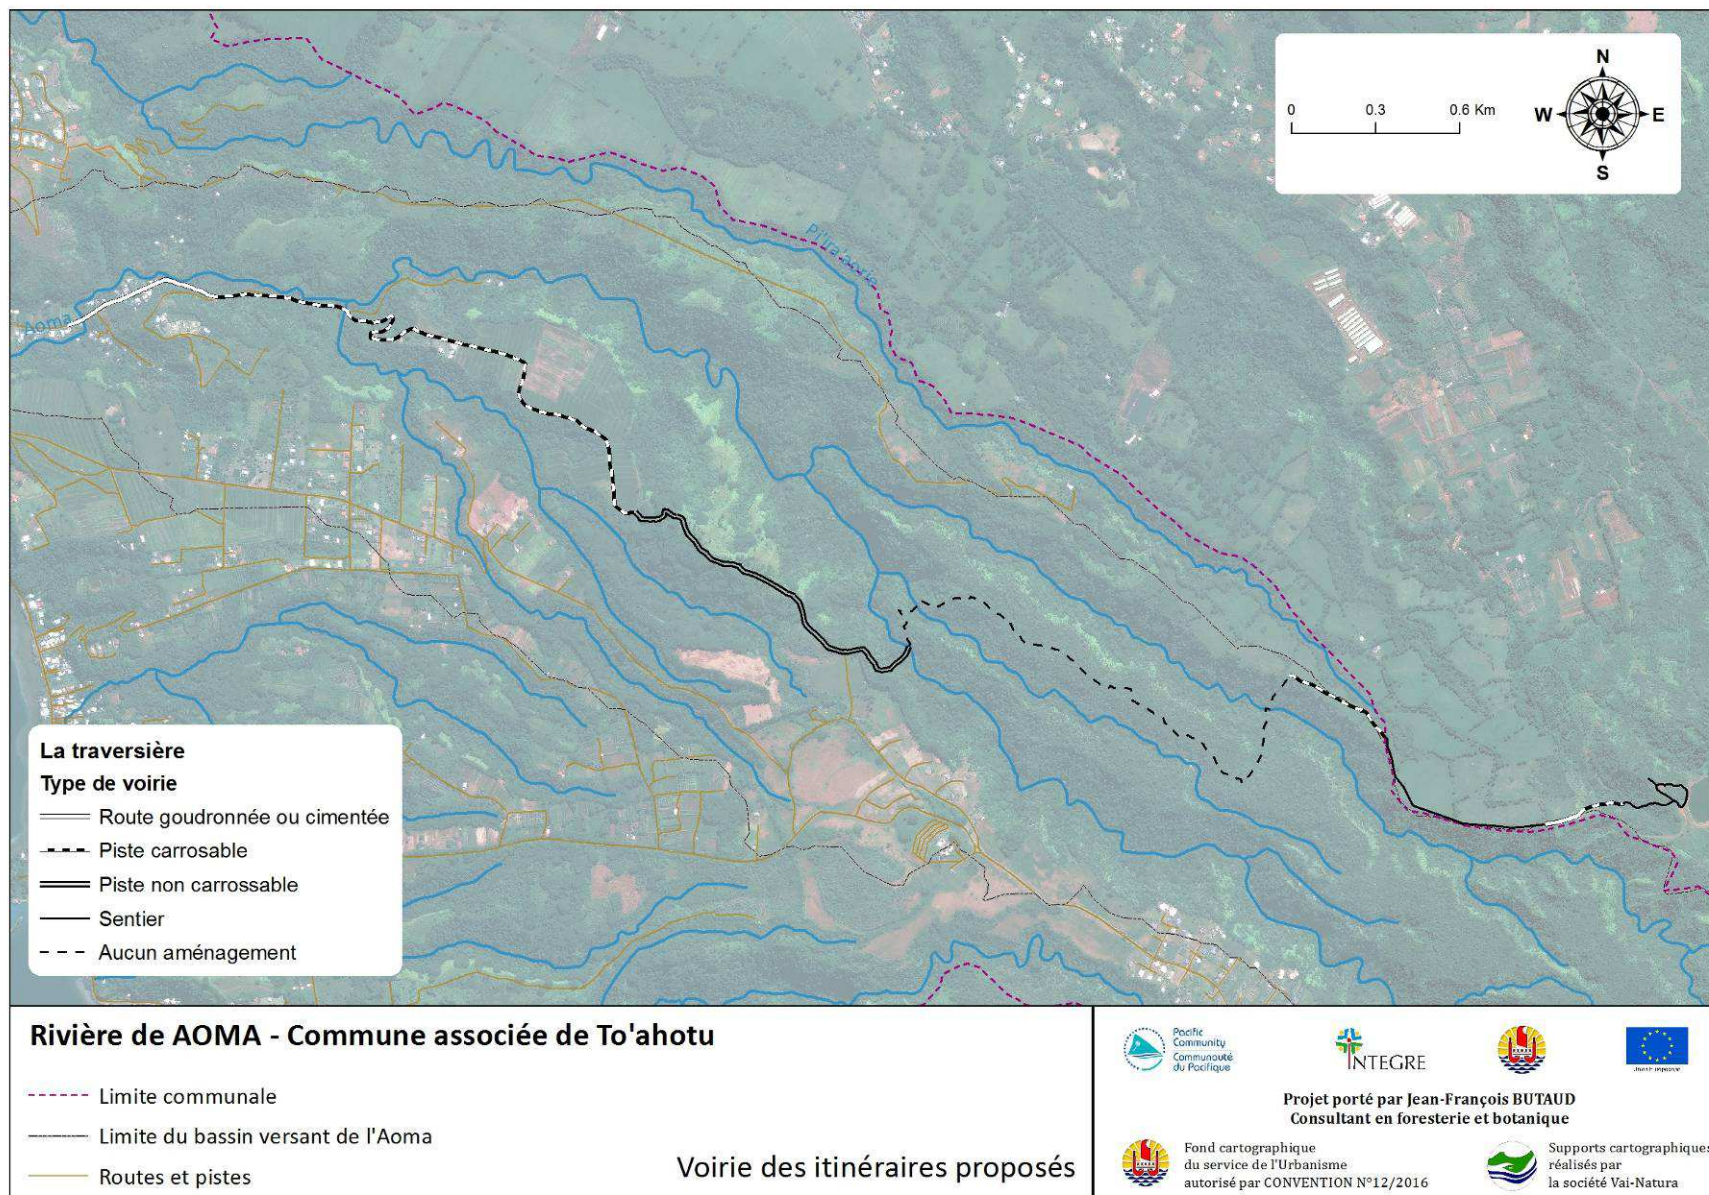 N
W
E
S
0
0.3
0.6 Km
Aoma
La traversière
Type de voirie
Route goudronnée ou cimentée
Piste carrosable
Piste non carrossable
Sentier
Aucun aménagement
Rivière de AOMA - Commune associée de To'ahotu
Limite communale
Limite du bassin versant de l'Aoma
Routes et pistes
Voirie des itinéraires proposés
Pacific
Community
Communauté
du Pacifique
INTEGRE
Projet porté par Jean-François BUTAUD
Consultant en foresterie et botanique
Fond cartographique
du service de l'Urbanisme
autorisé par CONVENTION N°12/2016
Supports cartographiques
réalisés par
la société Vai-Natura